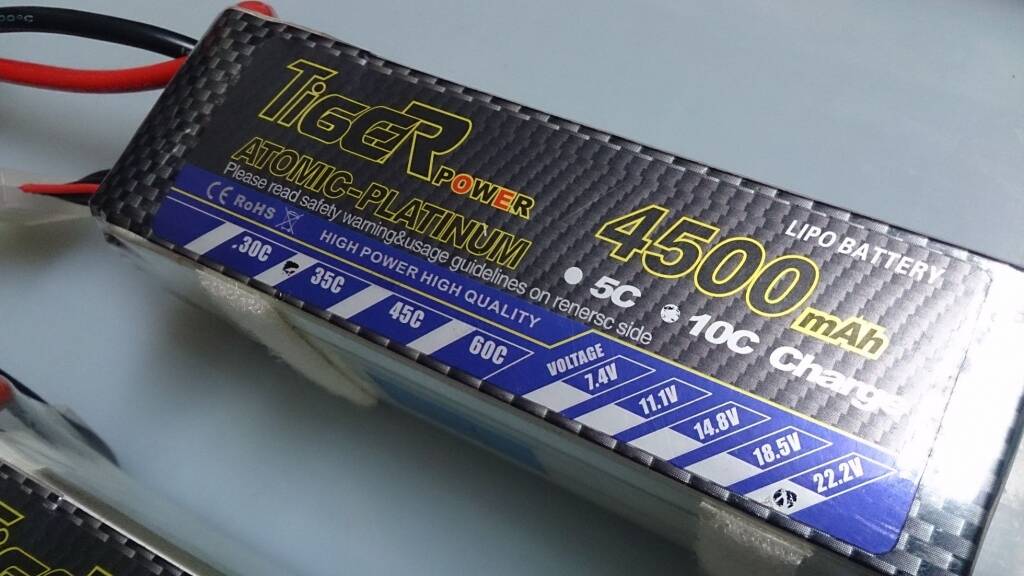 TIGER POWER
ATOMIC-PLATINUM
Please read safety warning&usage guidelines on renersc side
CE RoHS
HIGH POWER HIGH QUALITY
.30C
35C
45C
60C
4500mAh
LIPO BATTERY
5C
10C Charge
VOLTAGE
7.4V
11.1V
14.8V
18.5V
22.2V